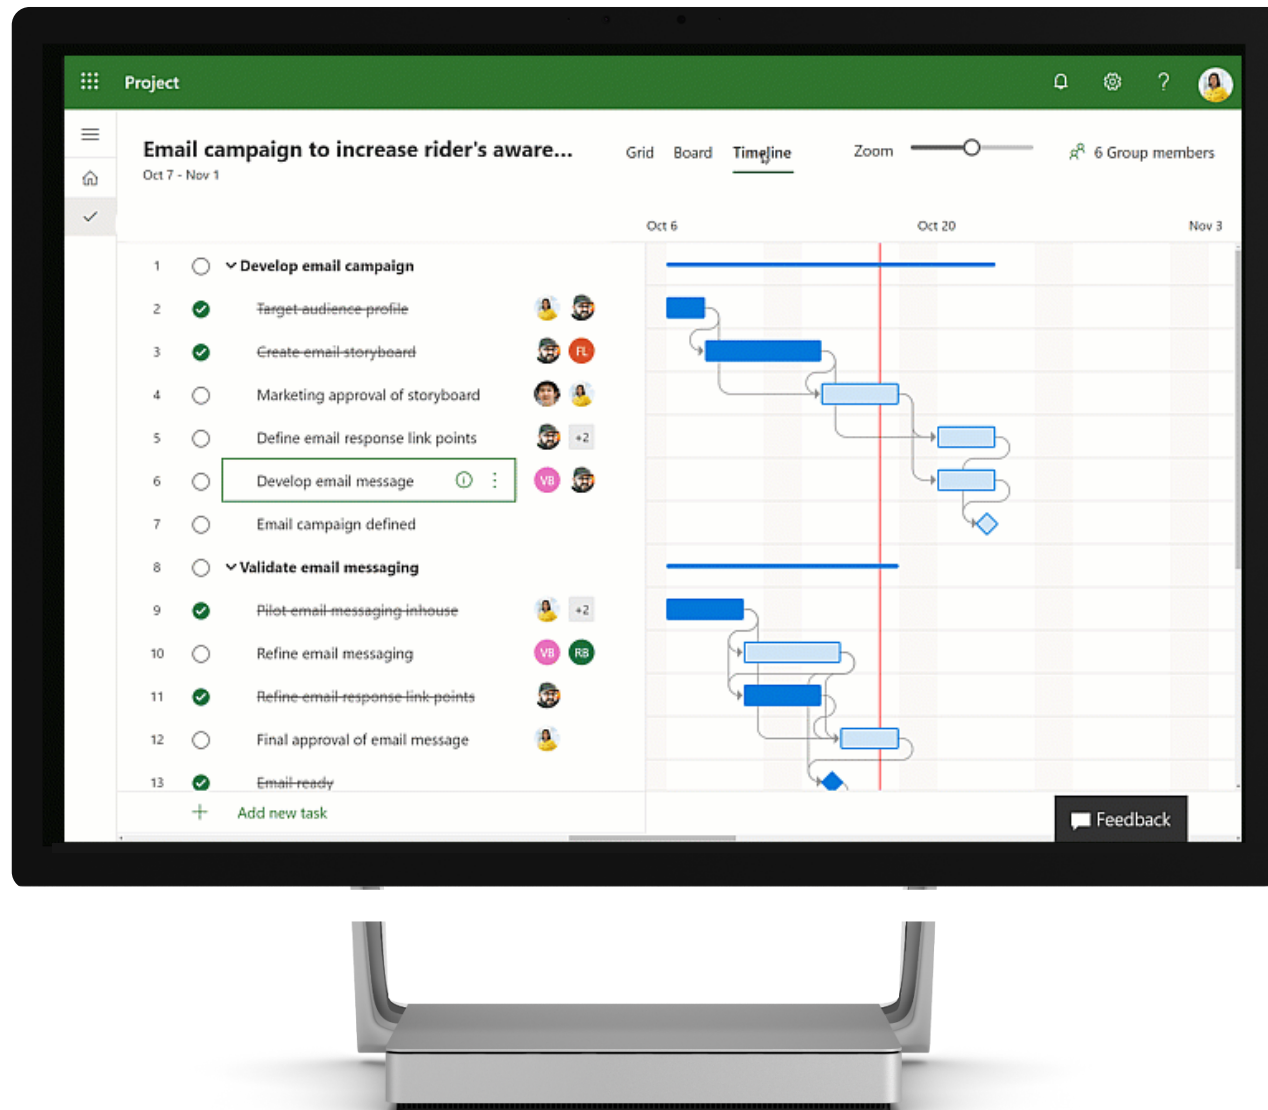 Project
Email campaign to increase rider's aware...
Oct 7 - Nov 1
Grid Board Timeline Zoom 6 Group members
Oct 6 Oct 20 Nov 3
1 Develop email campaign
2 Target audience profile
3 Create email storyboard FL
4 Marketing approval of storyboard
5 Define email response link points +2
6 Develop email message VB
7 Email campaign defined
8 Validate email messaging
9 Pilot email messaging inhouse +2
10 Refine email messaging VB RB
11 Refine email response link points
12 Final approval of email message
13 Email ready
Add new task
Feedback